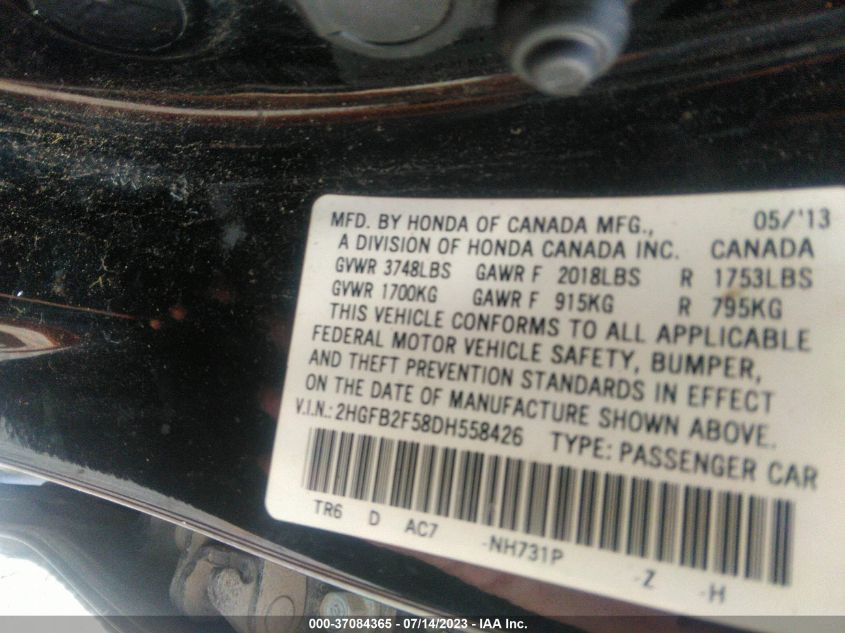 MFD. BY HONDA OF CANADA MFG., 05/'13
A DIVISION OF HONDA CANADA INC. CANADA
GVWR 3748LBS GAWR F 2018LBS R 1753LBS
GVWR 1700KG GAWR F 915KG R 795KG
THIS VEHICLE CONFORMS TO ALL APPLICABLE
FEDERAL MOTOR VEHICLE SAFETY, BUMPER,
AND THEFT PREVENTION STANDARDS IN EFFECT
ON THE DATE OF MANUFACTURE SHOWN ABOVE.
V.I.N.: 2HGFB2F58DH558426 TYPE: PASSENGER CAR
TR6 D AC7 -NH731P -Z -H
000-37084365 - 07/14/2023 - © IAA Inc.